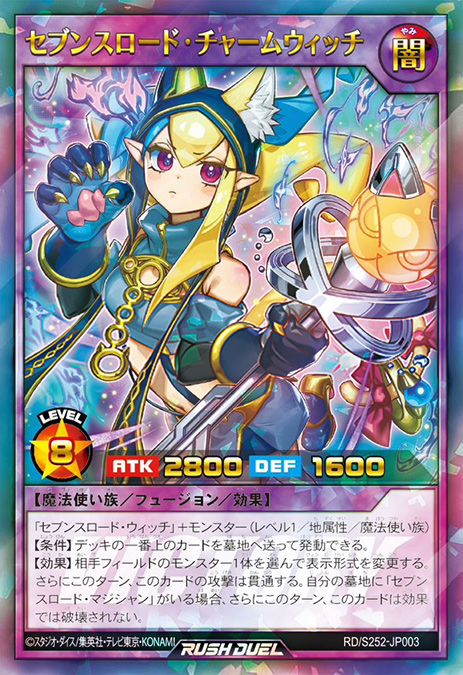 セブンスロード・チャームウィッチ
やみ
闇
LEVEL
8
ATK 2800 DEF 1600
【魔法使い族／フュージョン／効果】
「セブンスロード・ウィッチ」＋モンスター（レベル1／地属性／魔法使い族）
【条件】デッキの一番上のカードを墓地へ送って発動できる。
【効果】相手フィールドのモンスター1体を選んで表示形式を変更する。
さらにこのターン、このカードの攻撃は貫通する。自分の墓地に「セブン
スロード・マジシャン」がいる場合、さらにこのターン、このカードは効果
では破壊されない。
©スタジオ・ダイス/集英社・テレビ東京・KONAMI
RUSH DUEL
RD/S252-JP003